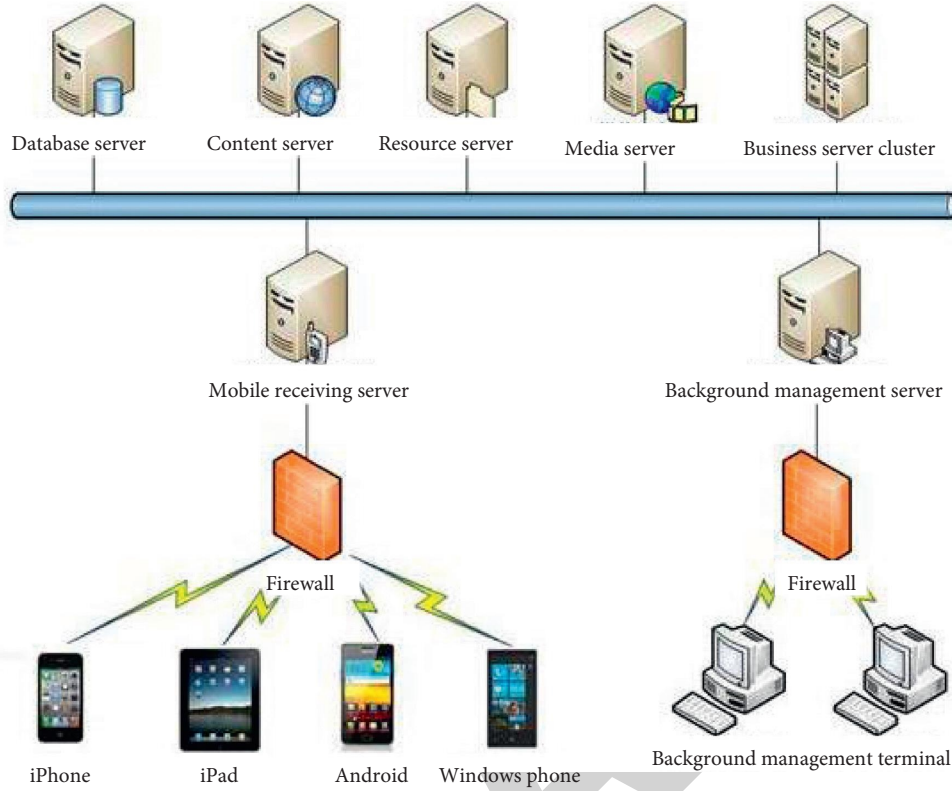 Database server
Content server
Resource server
Media server
Business server cluster
Mobile receiving server
Background management server
Firewall
Firewall
iPhone
iPad
Android
Windows phone
Background management terminal